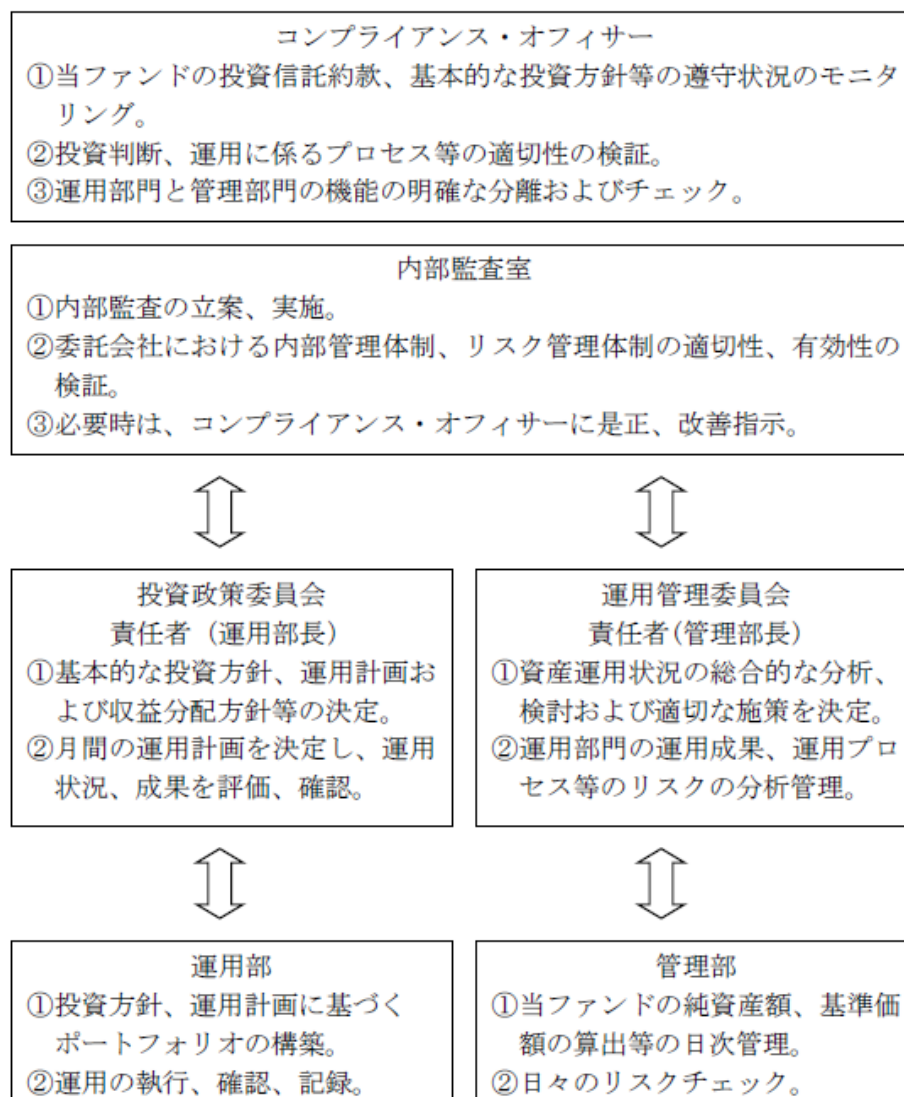 コンプライアンス・オフィサー
①当ファンドの投資信託約款、基本的な投資方針等の遵守状況のモニタ
リング。
②投資判断、運用に係るプロセス等の適切性の検証。
③運用部門と管理部門の機能の明確な分離およびチェック。
内部監査室
①内部監査の立案、実施。
②委託会社における内部管理体制、リスク管理体制の適切性、有効性の
検証。
③必要時は、コンプライアンス・オフィサーに是正、改善指示。
投資政策委員会
責任者（運用部長）
①基本的な投資方針、運用計画お
よび収益分配方針等の決定。
②月間の運用計画を決定し、運用
状況、成果を評価、確認。
運用管理委員会
責任者(管理部長）
①資産運用状況の総合的な分析、
検討および適切な施策を決定。
②運用部門の運用成果、運用プロ
セス等のリスクの分析管理。
運用部
①投資方針、運用計画に基づく
ポートフォリオの構築。
②運用の執行、確認、記録。
管理部
①当ファンドの純資産額、基準価
額の算出等の日次管理。
②日々のリスクチェック。